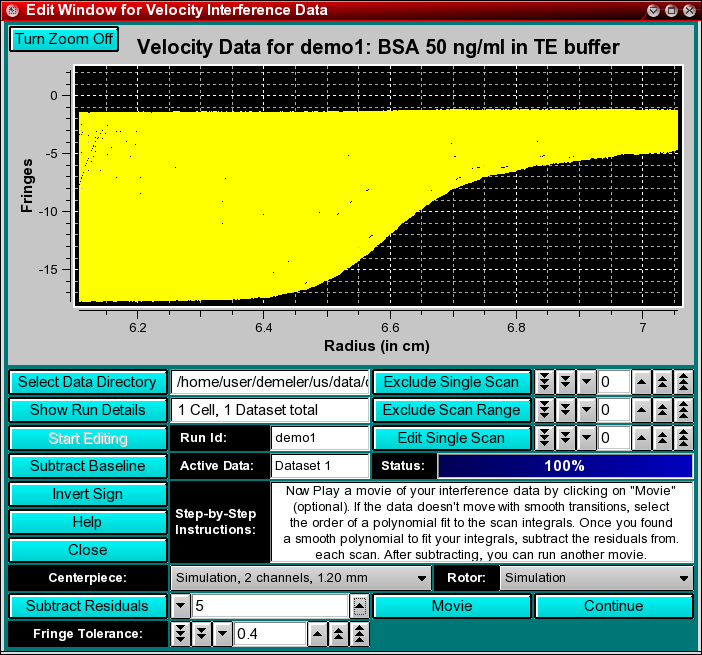 Edit Window for Velocity Interference Data
Turn Zoom Off
Velocity Data for demo1: BSA 50 ng/ml in TE buffer
Fringes
0
-5
-10
-15
6.2 6.4 6.6 6.8 7
Radius (in cm)
Select Data Directory /home/user/demeler/us/data/ Exclude Single Scan 0
Show Run Details 1 Cell, 1 Dataset total Exclude Scan Range 0
Start Editing Run Id: demo1 Edit Single Scan 0
Subtract Baseline Active Data: Dataset 1 Status: 100%
Invert Sign
Help
Close
Step-by-Step
Instructions:
Now Play a movie of your interference data by clicking on "Movie"
(optional). If the data doesn't move with smooth transitions, select
the order of a polynomial fit to the scan integrals. Once you found
a smooth polynomial to fit your integrals, subtract the residuals from.
each scan. After subtracting, you can run another movie.
Centerpiece: Simulation, 2 channels, 1.20 mm Rotor: Simulation
Subtract Residuals 5 Movie Continue
Fringe Tolerance: 0.4